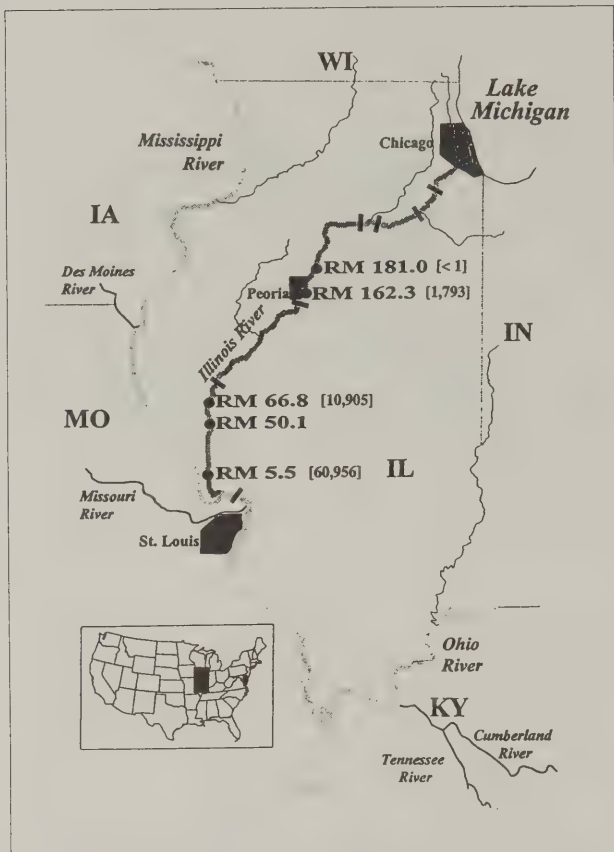 WI
Lake
Michigan
Chicago
Mississippi
River
IA
Des Moines
River
RM 181.0 [<1]
Peoria
RM 162.3 [1,793]
Illinois River
IN
RM 66.8 [10,905]
MO
RM 50.1
RM 5.5 [60,956]
IL
Missouri
River
St. Louis
Ohio
River
KY
Cumberland
River
Tennessee
River